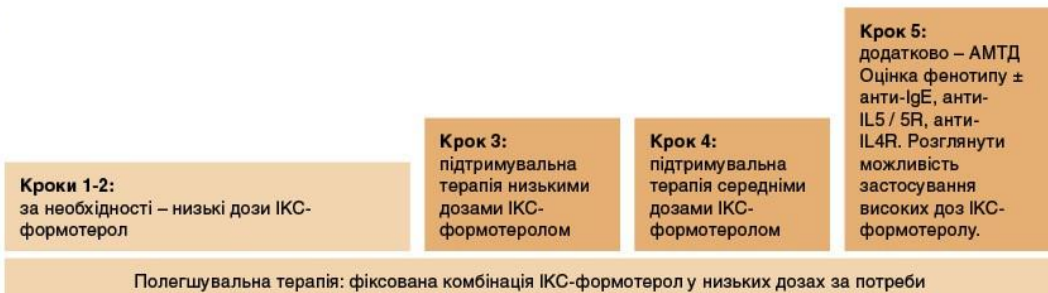 Кроки 1-2:
за необхідності – низькі дози ІКС-
формотерол
Крок 3:
підтримувальна
терапія низькими
дозами ІКС-
формотеролом
Крок 4:
підтримувальна
терапія середніми
дозами ІКС-
формотеролом
Крок 5:
додатково – АМТД
Оцінка фенотипу ±
анти-IgE, анти-
IL5 / 5R, анти-
IL4R. Розглянути
можливість
застосування
високих доз ІКС-
формотеролу.
Полегшувальна терапія: фіксована комбінація ІКС-формотерол у низьких дозах за потреби